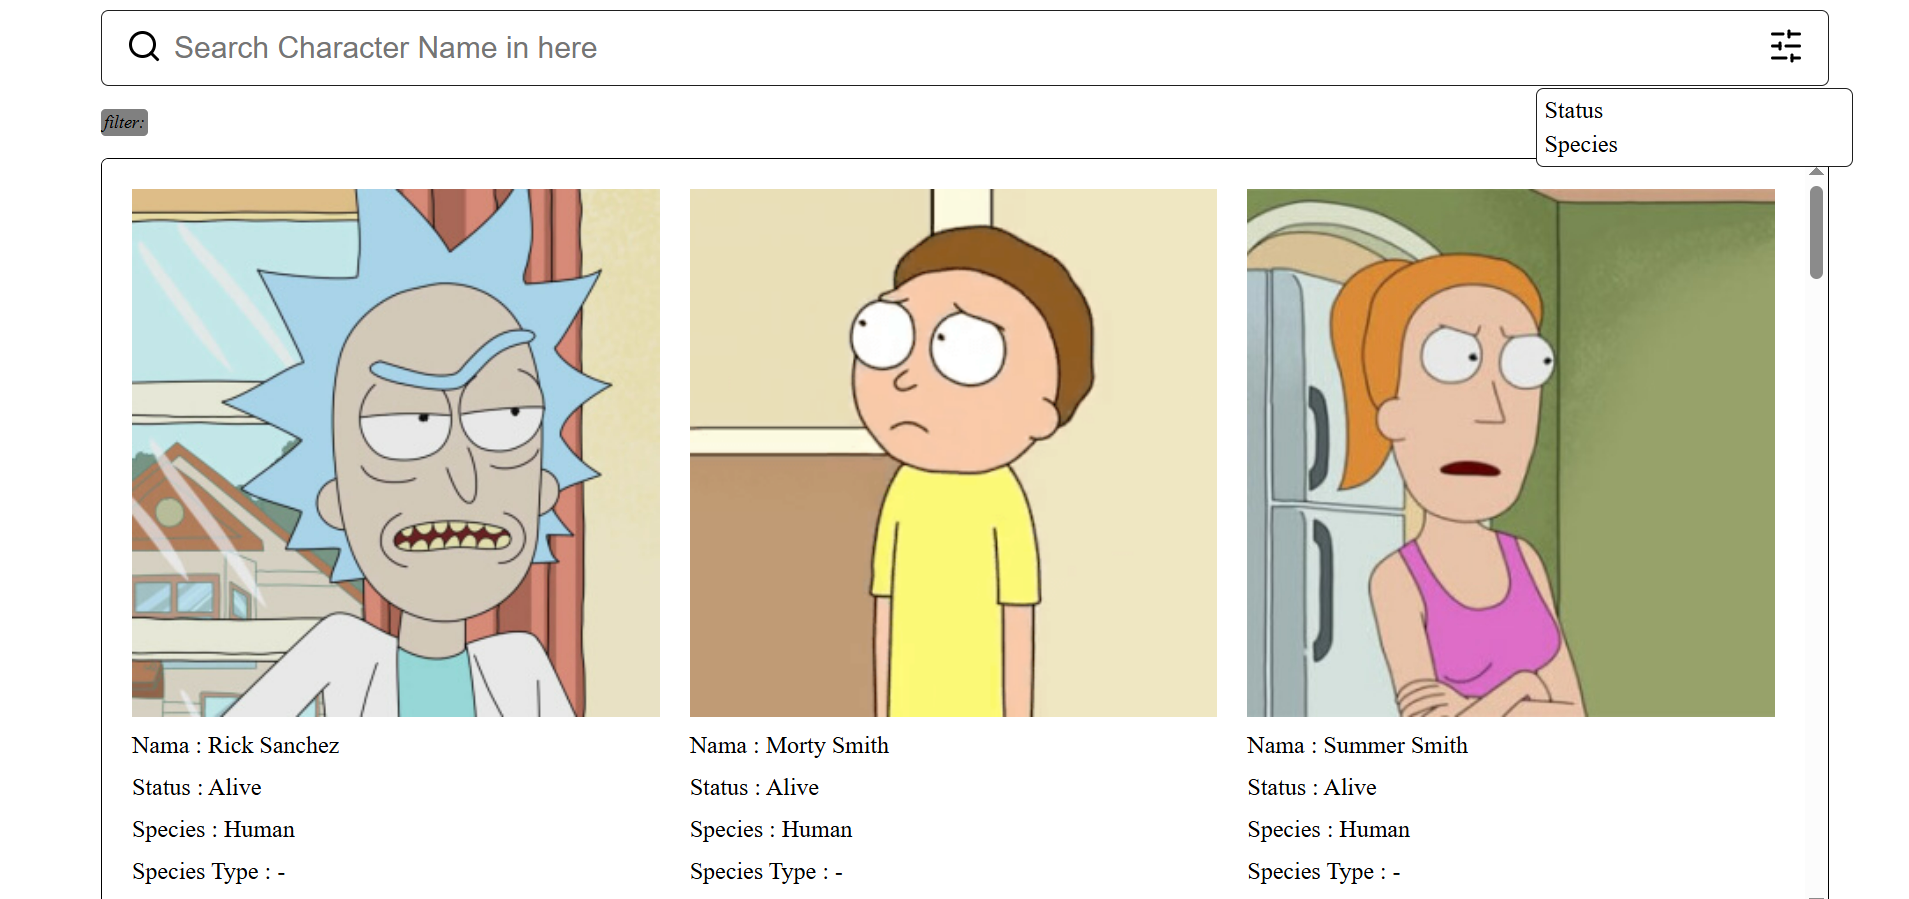 Search Character Name in here
filter:
Status
Species
Nama : Rick Sanchez
Status : Alive
Species : Human
Species Type : -
Nama : Morty Smith
Status : Alive
Species : Human
Species Type : -
Nama : Summer Smith
Status : Alive
Species : Human
Species Type : -